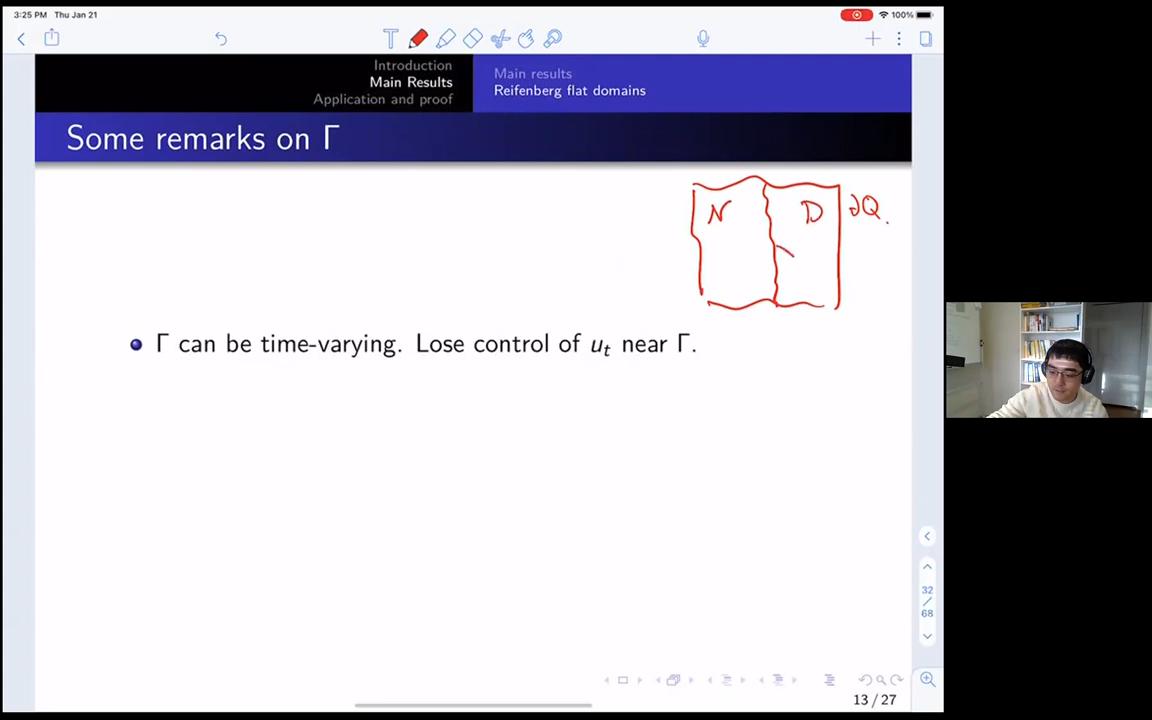 3:25 PM Thu Jan 21
100%
Introduction
Main Results
Application and proof
Main results
Reifenberg flat domains
Some remarks on Γ
N D ∂Q.
Γ can be time-varying. Lose control of u_t near Γ.
32
/
68
13 / 27